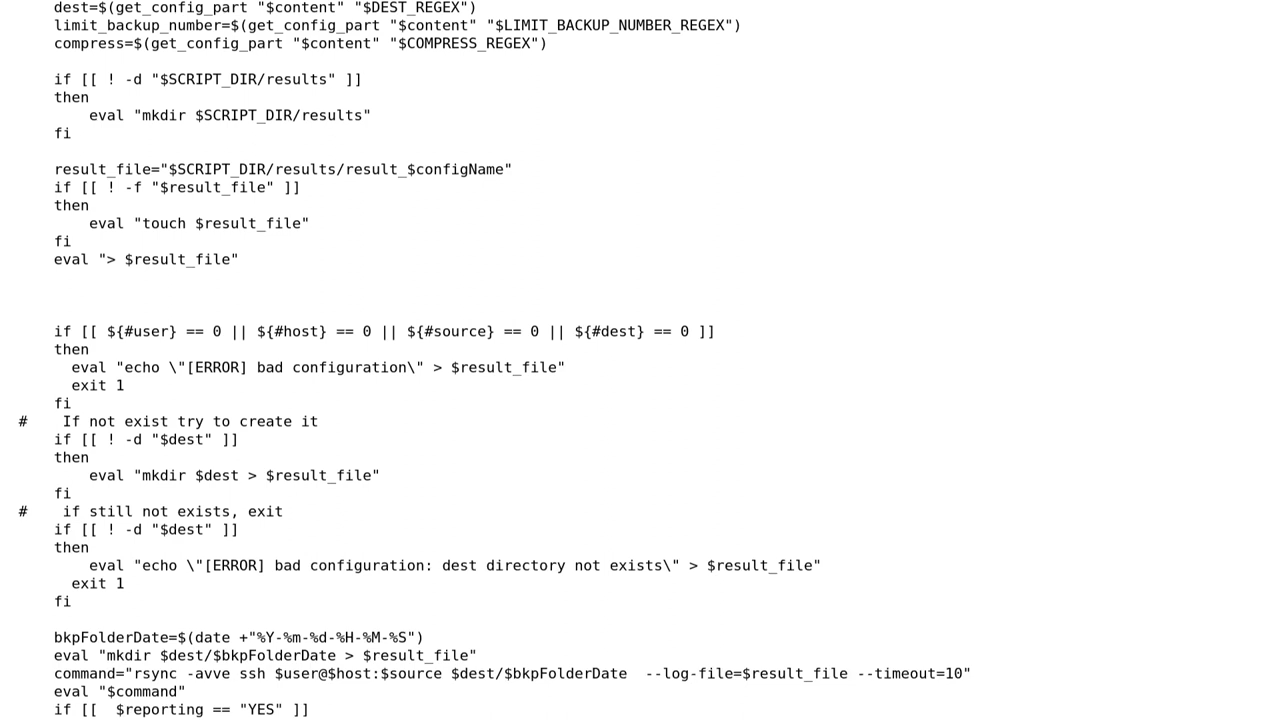 dest=$(get_config_part "$content" "$DEST_REGEX")
limit_backup_number=$(get_config_part "$content" "$LIMIT_BACKUP_NUMBER_REGEX")
compress=$(get_config_part "$content" "$COMPRESS_REGEX")
if [[ ! -d "$SCRIPT_DIR/results" ]]
then
eval "mkdir $SCRIPT_DIR/results"
fi
result_file="$SCRIPT_DIR/results/result_$configName"
if [[ ! -f "$result_file" ]]
then
eval "touch $result_file"
fi
eval "> $result_file"
if [[ ${#user} == 0 || ${#host} == 0 || ${#source} == 0 || ${#dest} == 0 ]]
then
eval "echo \"[ERROR] bad configuration\" > $result_file"
exit 1
fi
# If not exist try to create it
if [[ ! -d "$dest" ]]
then
eval "mkdir $dest > $result_file"
fi
# if still not exists, exit
if [[ ! -d "$dest" ]]
then
eval "echo \"[ERROR] bad configuration: dest directory not exists\" > $result_file"
exit 1
fi
bkpFolderDate=$(date +"%Y-%m-%d-%H-%M-%S")
eval "mkdir $dest/$bkpFolderDate > $result_file"
command="rsync -avve ssh $user@$host:$source $dest/$bkpFolderDate  --log-file=$result_file --timeout=10"
eval "$command"
if [[  $reporting == "YES" ]]